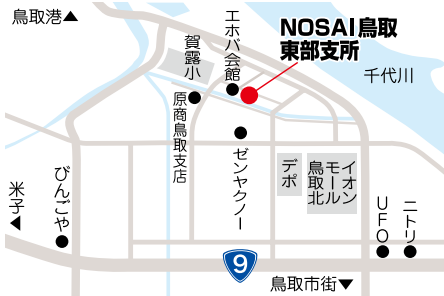 鳥取港▲
NOSAI鳥取
東部支所
エホバ会館
賀露小
千代川
原商鳥取支店
ゼンヤクノー
デポ
イオン
モール
鳥取北
びんごや
米子◀
UFO
ニトリ
9
鳥取市街▼